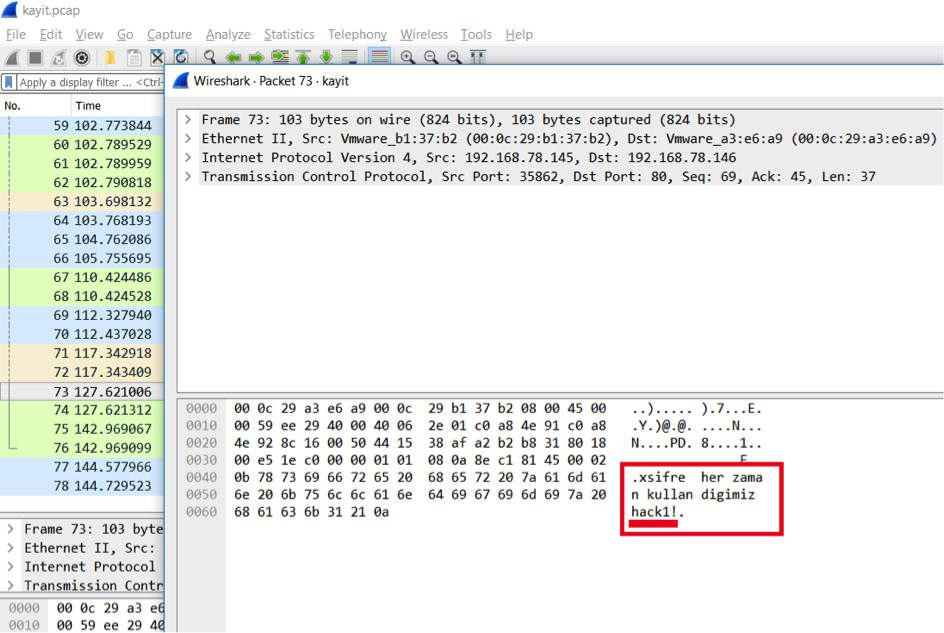 kayit.pcap
File Edit View Go Capture Analyze Statistics Telephony Wireless Tools Help
Apply a display filter ... <Ctrl-
Wireshark · Packet 73 · kayit
No. Time
59 102.773844
60 102.789529
61 102.789959
62 102.790818
63 103.698132
64 103.768193
65 104.762086
66 105.755695
67 110.424486
68 110.424528
69 112.327940
70 112.437028
71 117.342918
72 117.343409
73 127.621006
74 127.621312
75 142.969067
76 142.969099
77 144.577966
78 144.729523
Frame 73: 103 bytes on wire (824 bits), 103 bytes captured (824 bits)
Ethernet II, Src: Vmware_b1:37:b2 (00:0c:29:b1:37:b2), Dst: Vmware_a3:e6:a9 (00:0c:29:a3:e6:a9)
Internet Protocol Version 4, Src: 192.168.78.145, Dst: 192.168.78.146
Transmission Control Protocol, Src Port: 35862, Dst Port: 80, Seq: 69, Ack: 45, Len: 37
0000 00 0c 29 a3 e6 a9 00 0c 29 b1 37 b2 08 00 45 00 ..)..... ).7...E.
0010 00 59 ee 29 40 00 40 06 2e 01 c0 a8 4e 91 c0 a8 .Y.)@.@. ....N...
0020 4e 92 8c 16 00 50 44 15 38 af a2 b2 b8 31 80 18 N....PD. 8....1..
0030 00 e5 1e c0 00 00 01 01 08 0a 8e c1 81 45 00 02 E
0040 0b 78 73 69 66 72 65 20 68 65 72 20 7a 61 6d 61 .xsifre her zama
0050 6e 20 6b 75 6c 6c 61 6e 64 69 67 69 6d 69 7a 20 n kullan digimiz
0060 68 61 63 6b 31 21 0a hack1!.
Frame 73: 103 byte
Ethernet II, Src:
Internet Protocol
Transmission Contr
0000 00 0c 29 a3 e6
0010 00 59 ee 29 40